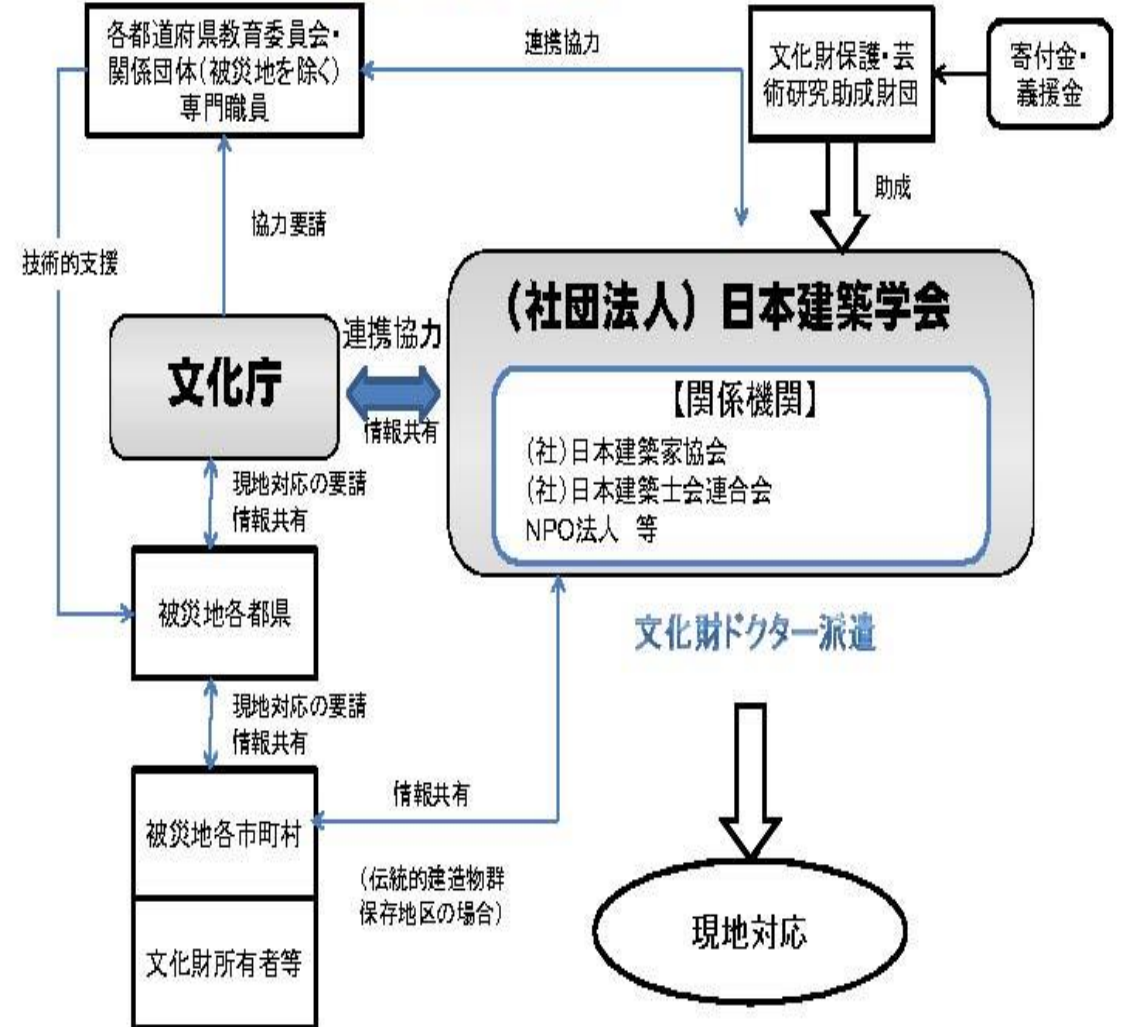 各都道府県教育委員会・
関係団体(被災地を除く)
専門職員
連携協力
文化財保護・芸
術研究助成財団
寄付金・
義援金
助成
協力要請
技術的支援
(社団法人)日本建築学会
文化庁
連携協力
情報共有
【関係機関】
(社)日本建築家協会
(社)日本建築士会連合会
NPO法人 等
現地対応の要請
情報共有
被災地各都県
文化財ドクター派遣
現地対応の要請
情報共有
情報共有
被災地各市町村
(伝統的建造物群
保存地区の場合)
文化財所有者等
現地対応